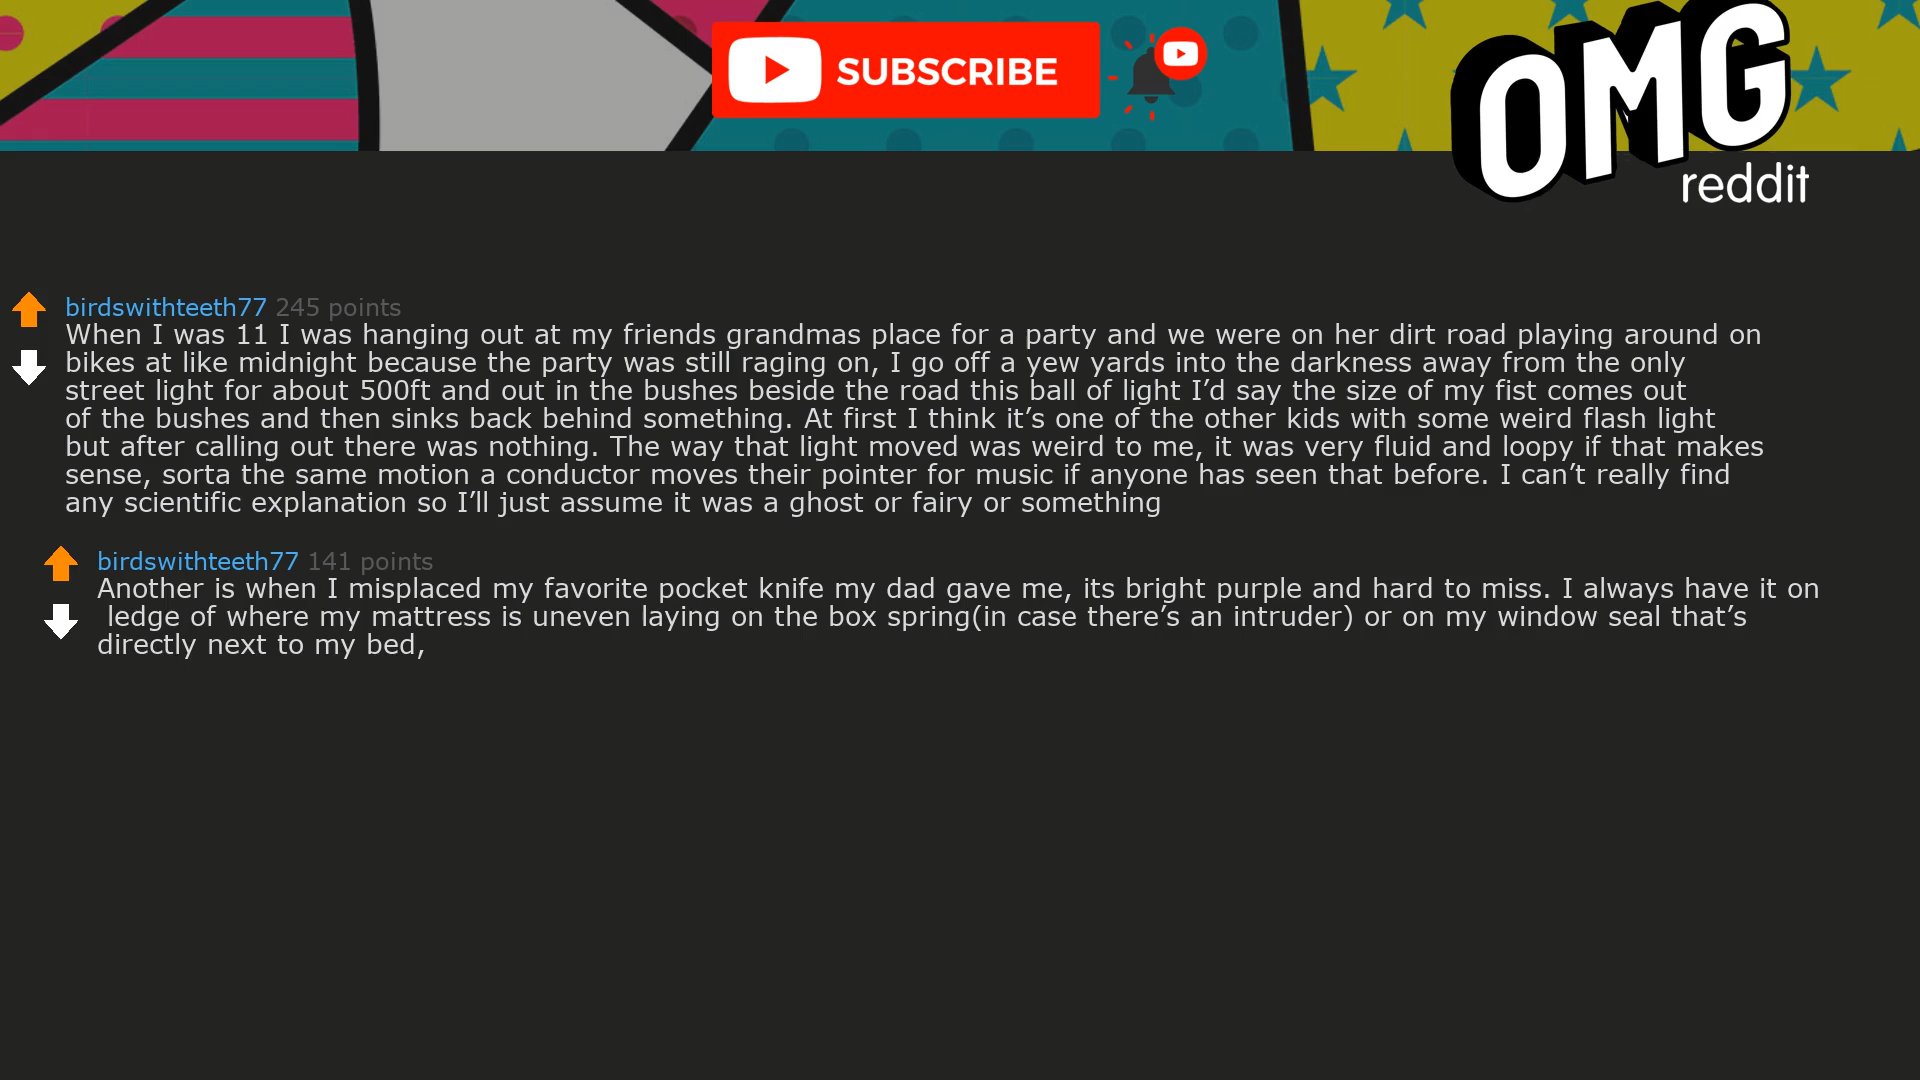 SUBSCRIBE
OMG
reddit
birdswithteeth77 245 points
When I was 11 I was hanging out at my friends grandmas place for a party and we were on her dirt road playing around on
bikes at like midnight because the party was still raging on, I go off a yew yards into the darkness away from the only
street light for about 500ft and out in the bushes beside the road this ball of light I’d say the size of my fist comes out
of the bushes and then sinks back behind something. At first I think it’s one of the other kids with some weird flash light
but after calling out there was nothing. The way that light moved was weird to me, it was very fluid and loopy if that makes
sense, sorta the same motion a conductor moves their pointer for music if anyone has seen that before. I can’t really find
any scientific explanation so I’ll just assume it was a ghost or fairy or something
birdswithteeth77 141 points
Another is when I misplaced my favorite pocket knife my dad gave me, its bright purple and hard to miss. I always have it on
ledge of where my mattress is uneven laying on the box spring(in case there’s an intruder) or on my window seal that’s
directly next to my bed,